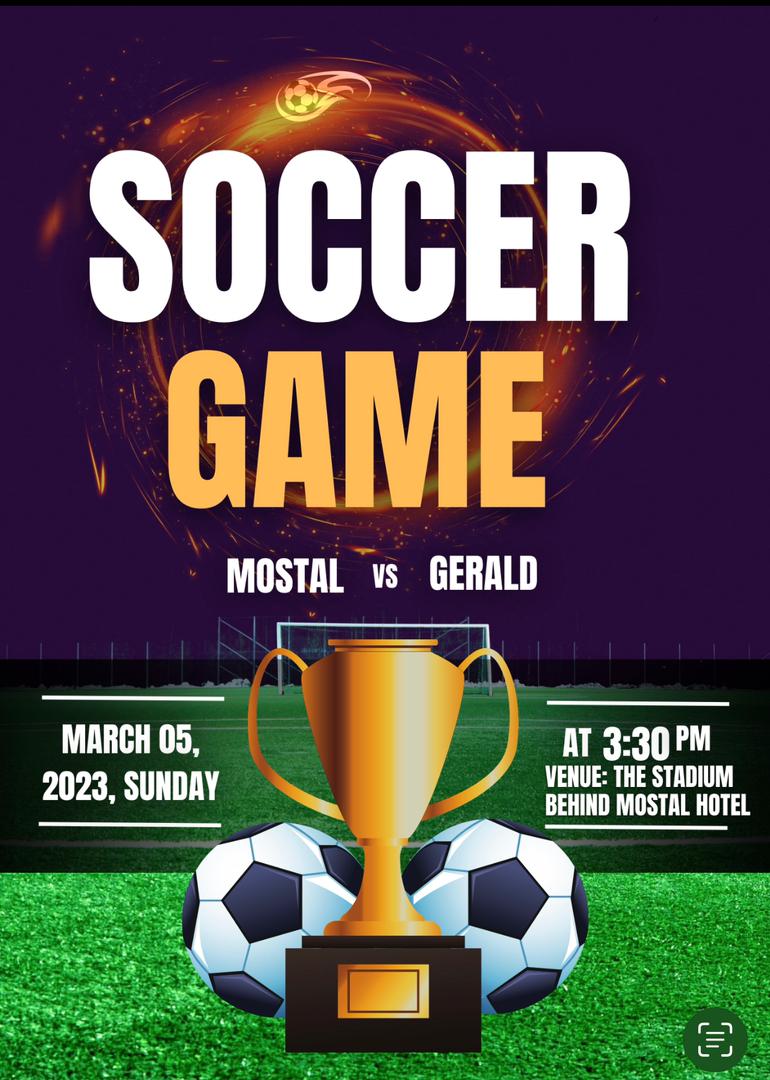 SOCCER
GAME
MOSTAL VS GERALD
MARCH 05,
2023, SUNDAY
AT 3:30 PM
VENUE: THE STADIUM
BEHIND MOSTAL HOTEL